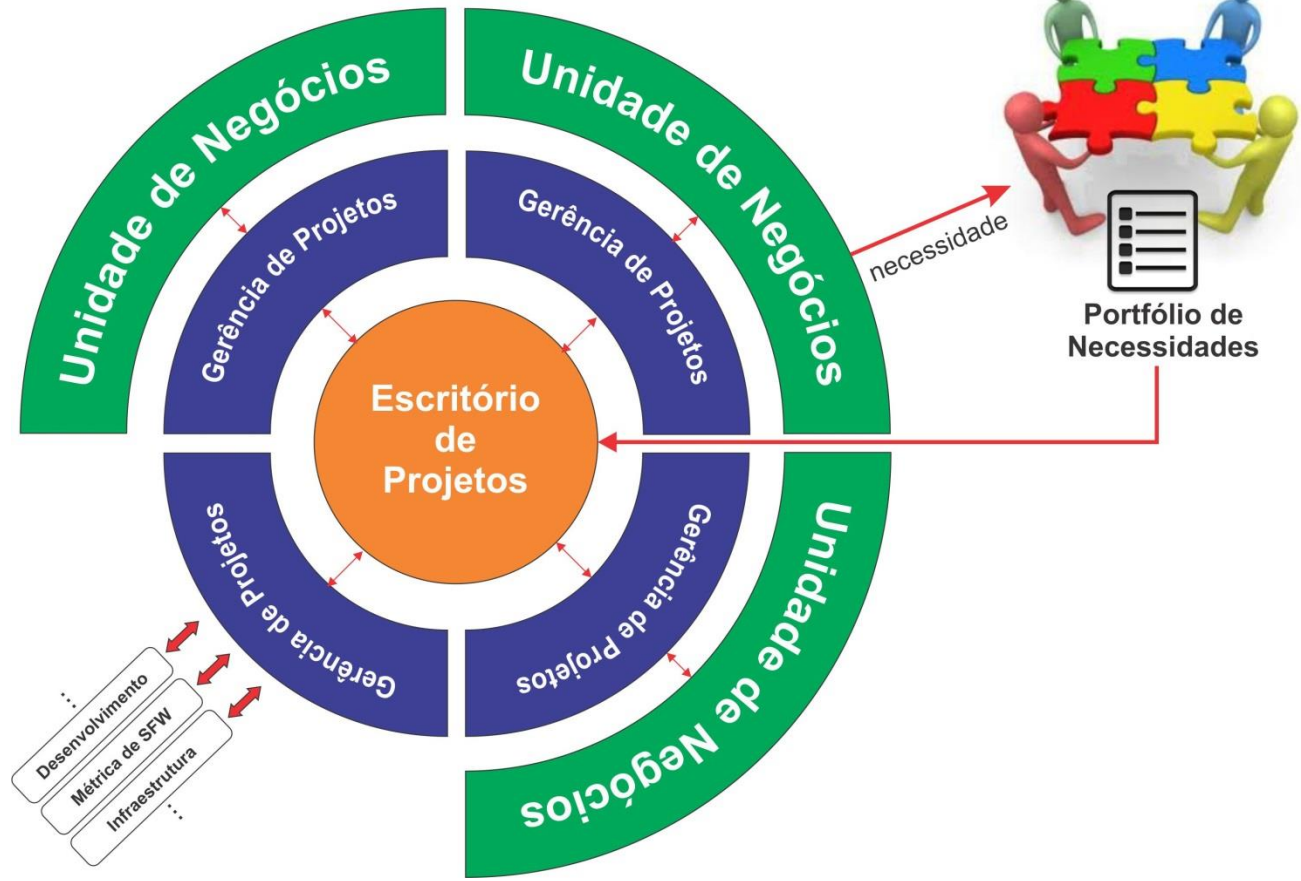 Unidade de Negócios
Unidade de Negócios
Gerência de Projetos
Gerência de Projetos
necessidade
Portfólio de
Necessidades
Escritório
de
Projetos
Gerência de Projetos
Gerência de Projetos
Unidade de Negócios
...
Desenvolvimento
Métrica de SFW
Infraestrutura
...